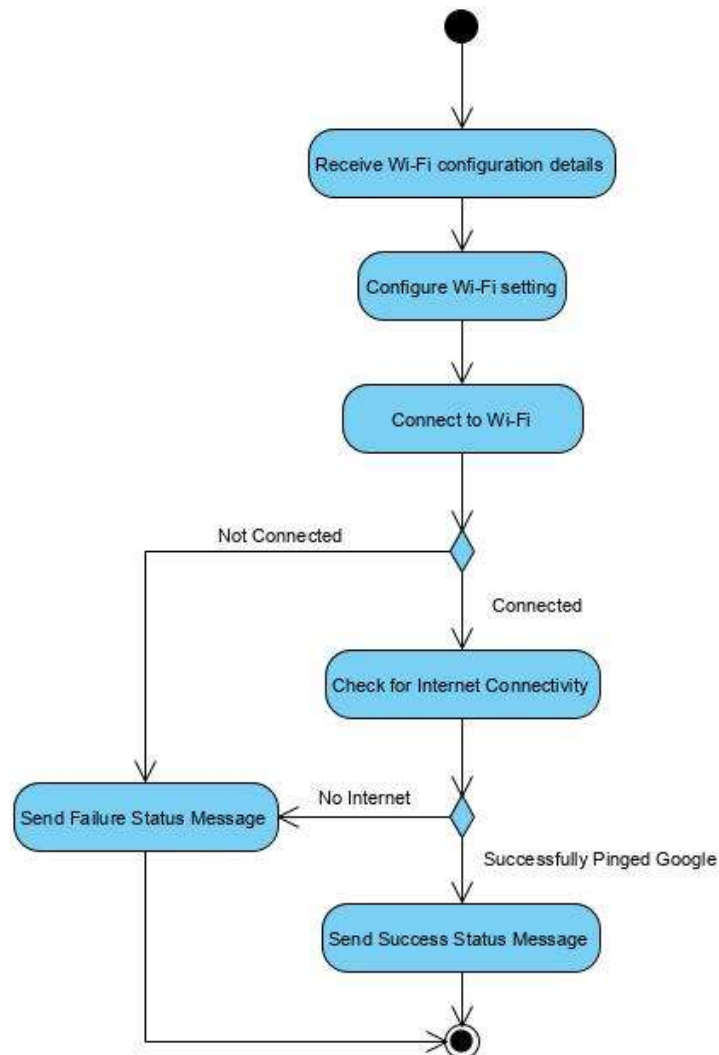 Receive Wi-Fi configuration details
Configure Wi-Fi setting
Connect to Wi-Fi
Not Connected
Connected
Check for Internet Connectivity
No Internet
Send Failure Status Message
Successfully Pinged Google
Send Success Status Message